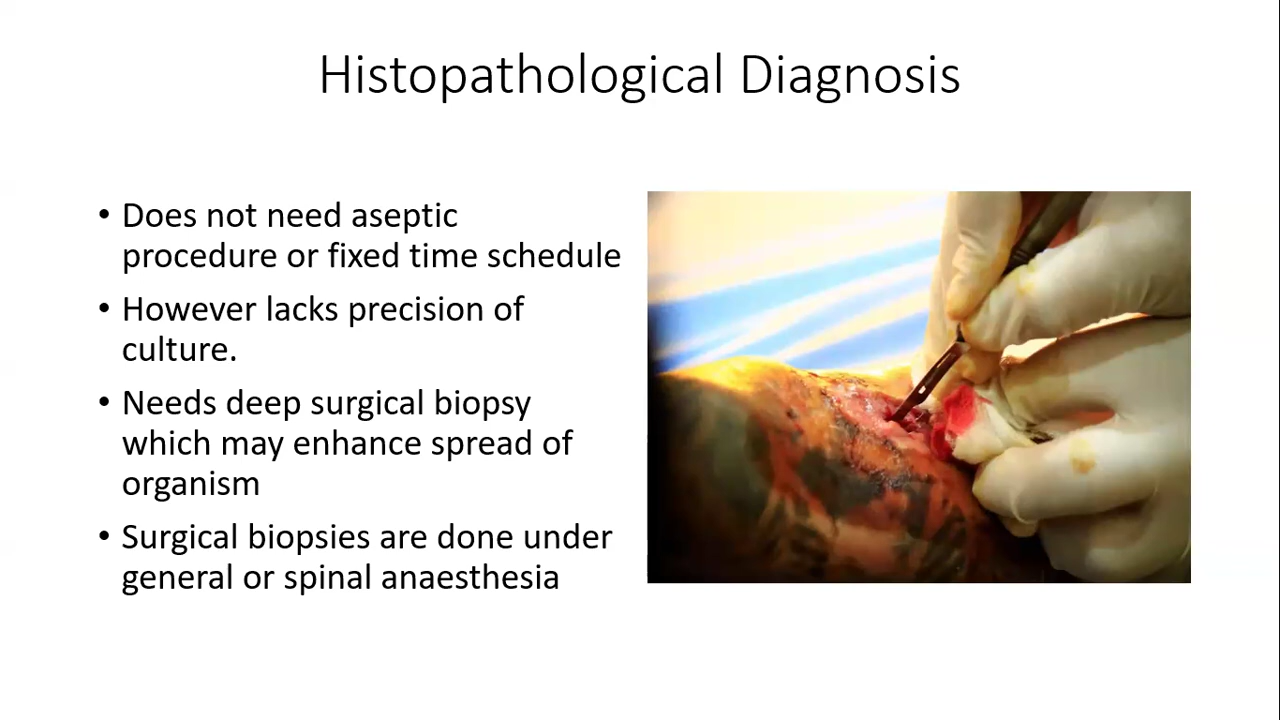 Histopathological Diagnosis
• Does not need aseptic
procedure or fixed time schedule
• However lacks precision of
culture.
• Needs deep surgical biopsy
which may enhance spread of
organism
• Surgical biopsies are done under
general or spinal anaesthesia